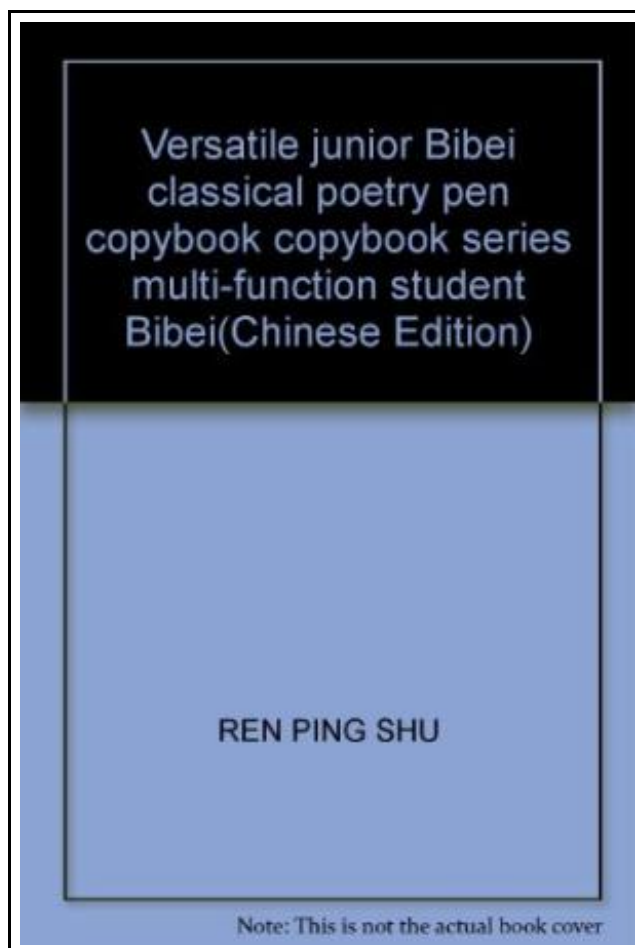 Versatile junior Bibei
classical poetry pen
copybook copybook series
multi-function student
Bibei(Chinese Edition)
REN PING SHU
Note: This is not the actual book cover